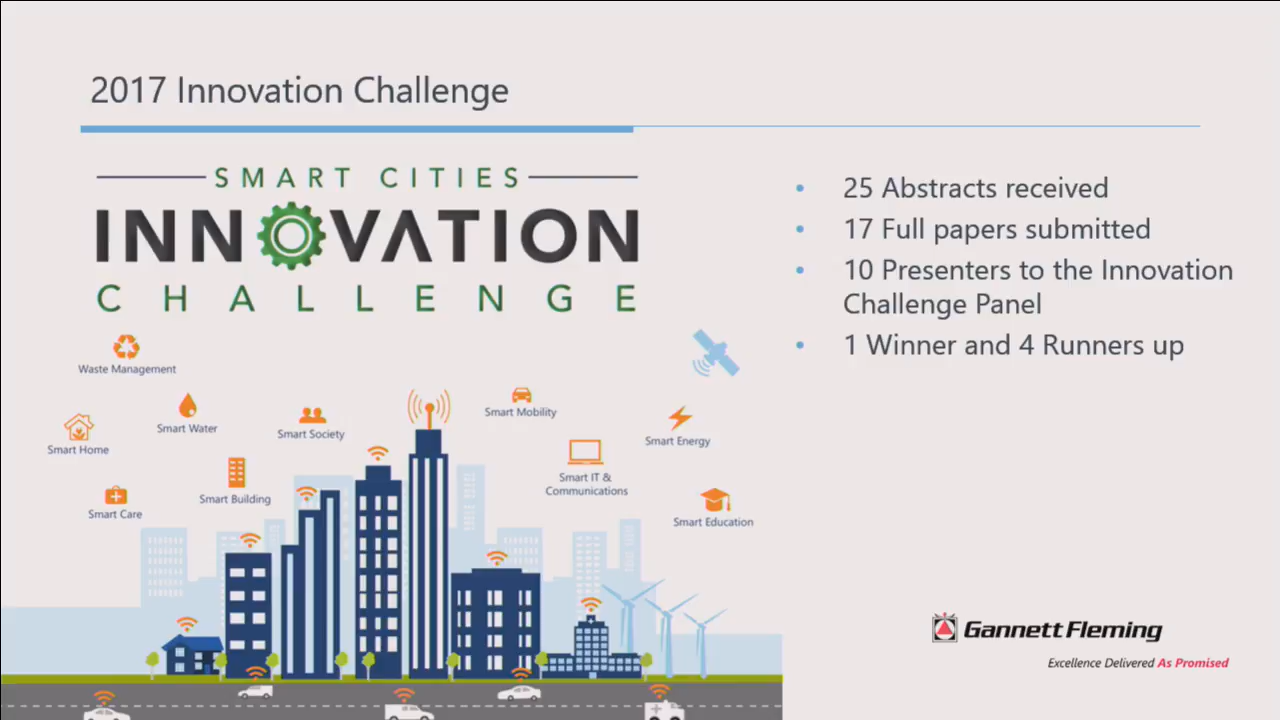 2017 Innovation Challenge
SMART CITIES
INNOVATION
CHALLENGE
• 25 Abstracts received
• 17 Full papers submitted
• 10 Presenters to the Innovation
Challenge Panel
• 1 Winner and 4 Runners up
Waste Management
Smart Home
Smart Water
Smart Society
Smart Mobility
Smart Energy
Smart Care
Smart Building
Smart IT &
Communications
Smart Education
Gannett Fleming
Excellence Delivered As Promised